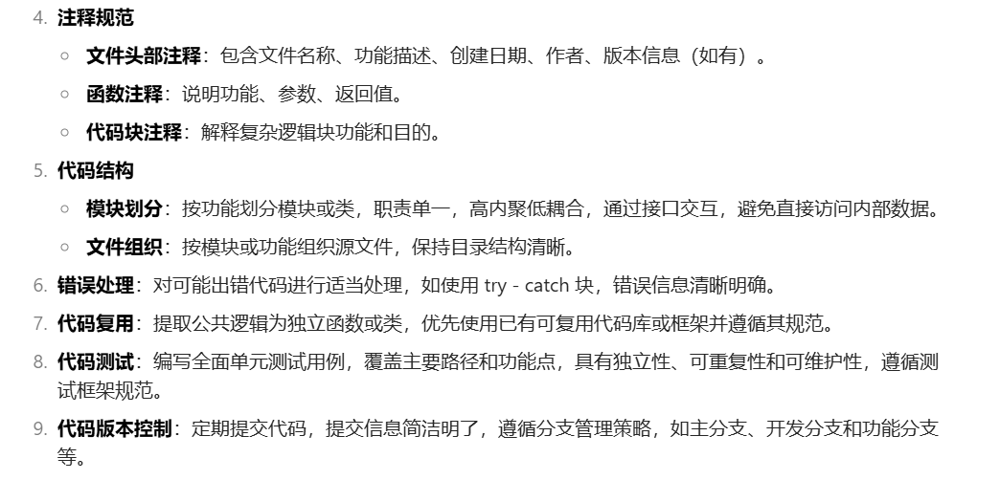 4. 注释规范
○ 文件头部注释：包含文件名称、功能描述、创建日期、作者、版本信息（如有）。
○ 函数注释：说明功能、参数、返回值。
○ 代码块注释：解释复杂逻辑块功能和目的。
5. 代码结构
○ 模块划分：按功能划分模块或类，职责单一，高内聚低耦合，通过接口交互，避免直接访问内部数据。
○ 文件组织：按模块或功能组织源文件，保持目录结构清晰。
6. 错误处理：对可能出错代码进行适当处理，如使用 try - catch 块，错误信息清晰明确。
7. 代码复用：提取公共逻辑为独立函数或类，优先使用已有可复用代码库或框架并遵循其规范。
8. 代码测试：编写全面单元测试用例，覆盖主要路径和功能点，具有独立性、可重复性和可维护性，遵循测
试框架规范。
9. 代码版本控制：定期提交代码，提交信息简洁明了，遵循分支管理策略，如主分支、开发分支和功能分支
等。